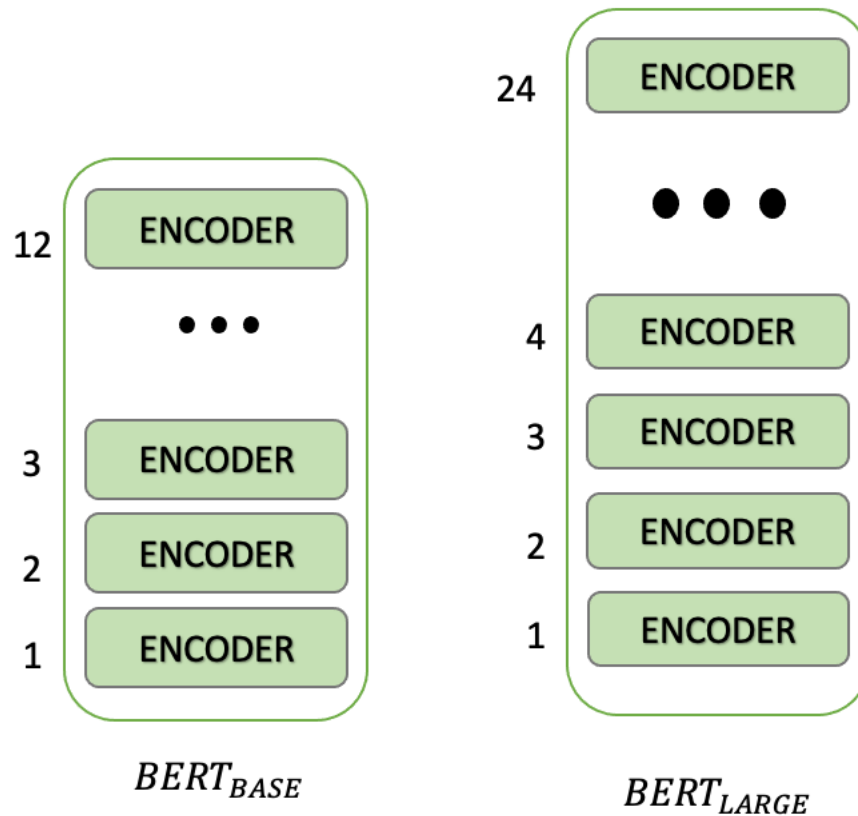 12
ENCODER
3
ENCODER
2
ENCODER
1
ENCODER
BERT_BASE
24
ENCODER
4
ENCODER
3
ENCODER
2
ENCODER
1
ENCODER
BERT_LARGE